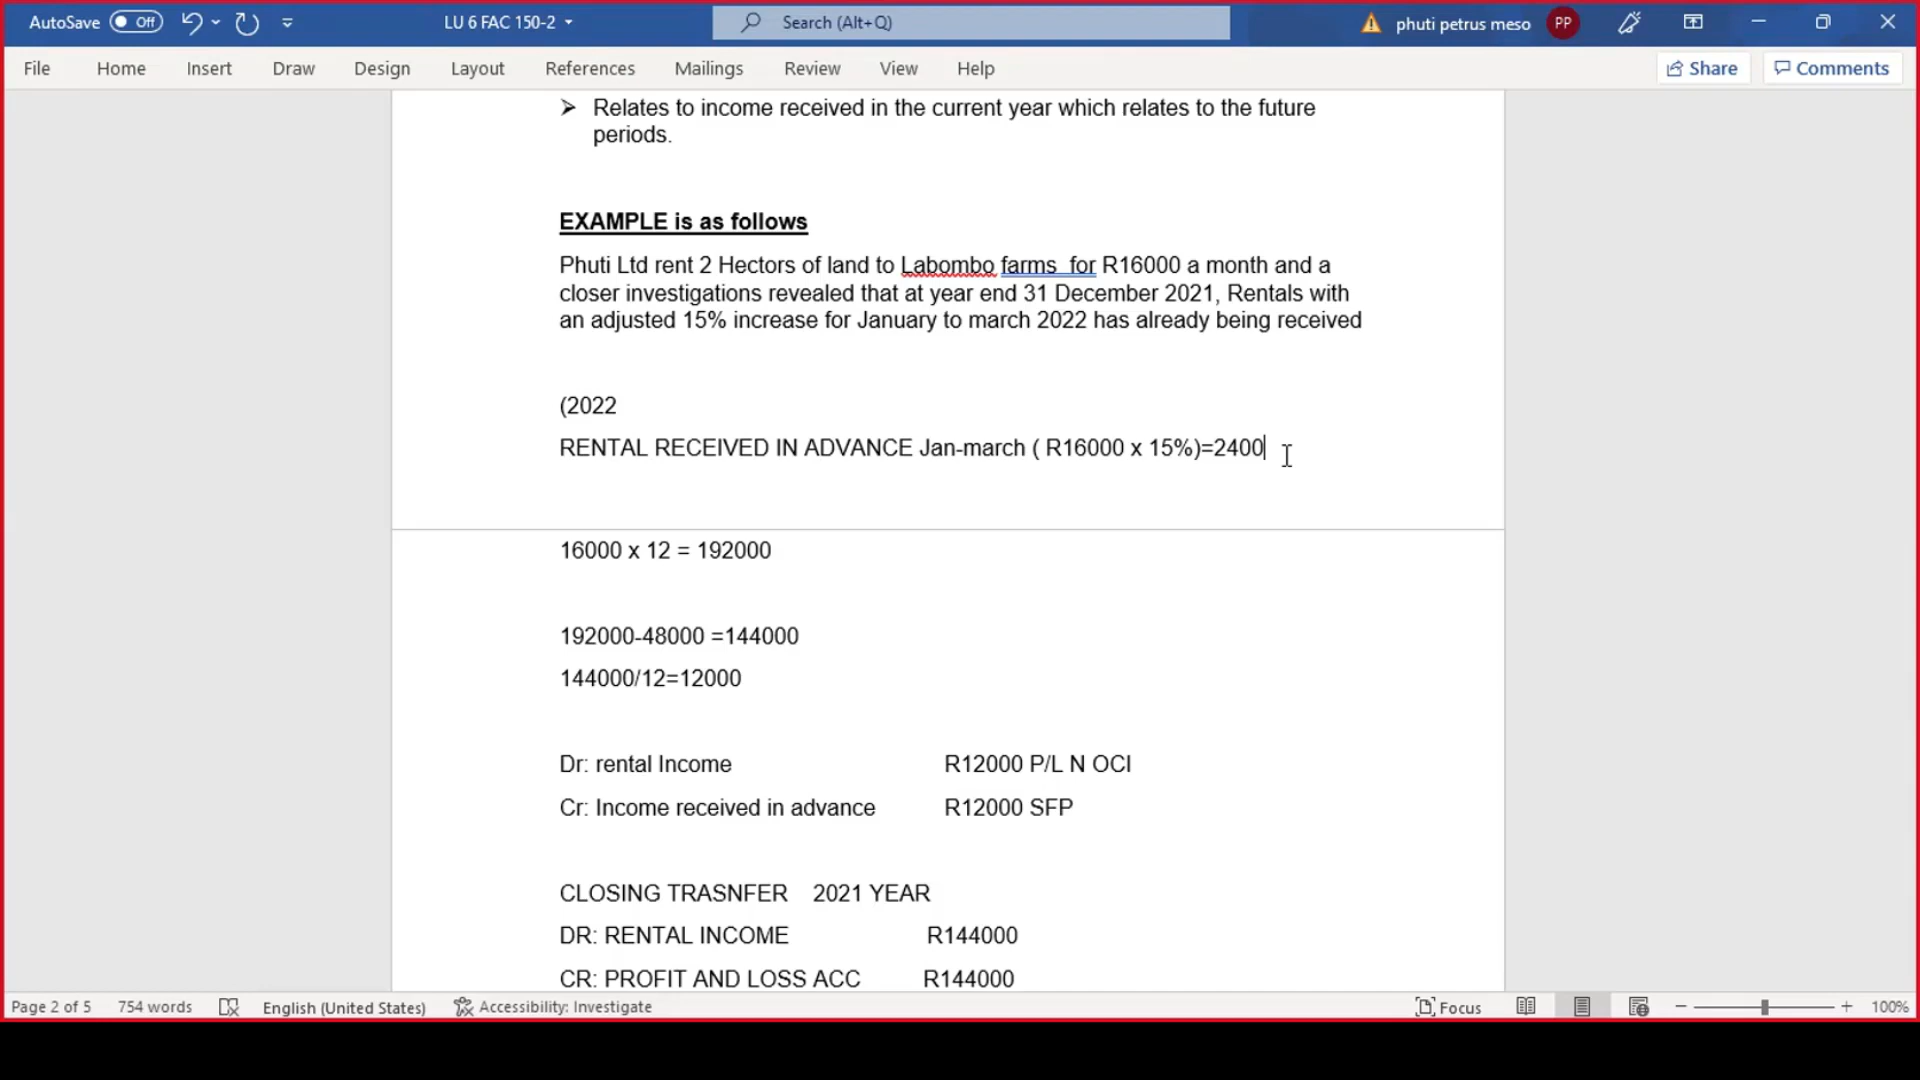 AutoSave Off LU 6 FAC 150-2 Search (Alt+Q) phuti petrus meso PP
File Home Insert Draw Design Layout References Mailings Review View Help Share Comments
➢ Relates to income received in the current year which relates to the future
periods.
EXAMPLE is as follows
Phuti Ltd rent 2 Hectors of land to Labombo farms  for R16000 a month and a
closer investigations revealed that at year end 31 December 2021, Rentals with
an adjusted 15% increase for January to march 2022 has already being received
(2022
RENTAL RECEIVED IN ADVANCE Jan-march ( R16000 x 15%)=2400
16000 x 12 = 192000
192000-48000 =144000
144000/12=12000
Dr: rental Income R12000 P/L N OCI
Cr: Income received in advance R12000 SFP
CLOSING TRASNFER 2021 YEAR
DR: RENTAL INCOME R144000
CR: PROFIT AND LOSS ACC R144000
Page 2 of 5 754 words English (United States) Accessibility: Investigate Focus 100%